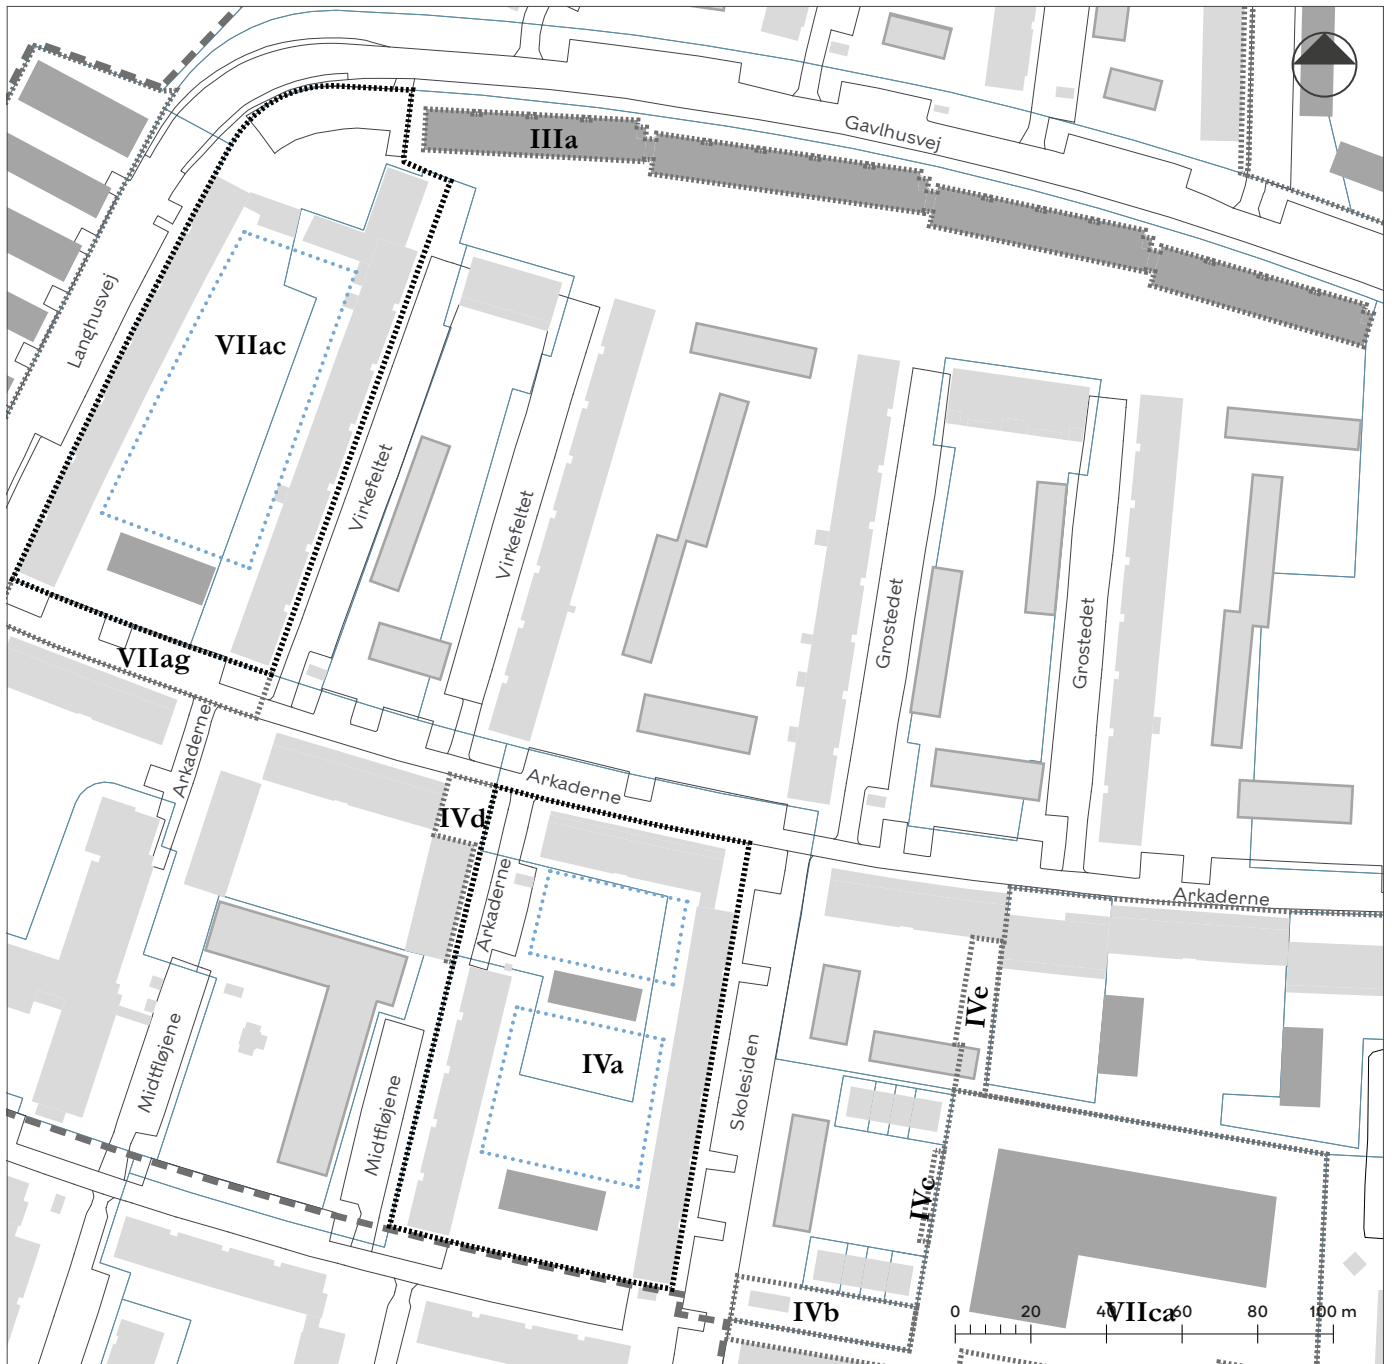 Gavlhusvej
IIIa
Langhusvej
VIIac
Virkefeltet
Virkefeltet
Grostedet
Grostedet
VIIag
Arkaderne
Arkaderne
IVd
Arkaderne
Arkaderne
IVe
IVa
Midtfløjene
Midtfløjene
Skolesiden
IVc
IVb
VIIca
0 20 40 60 80 100 m